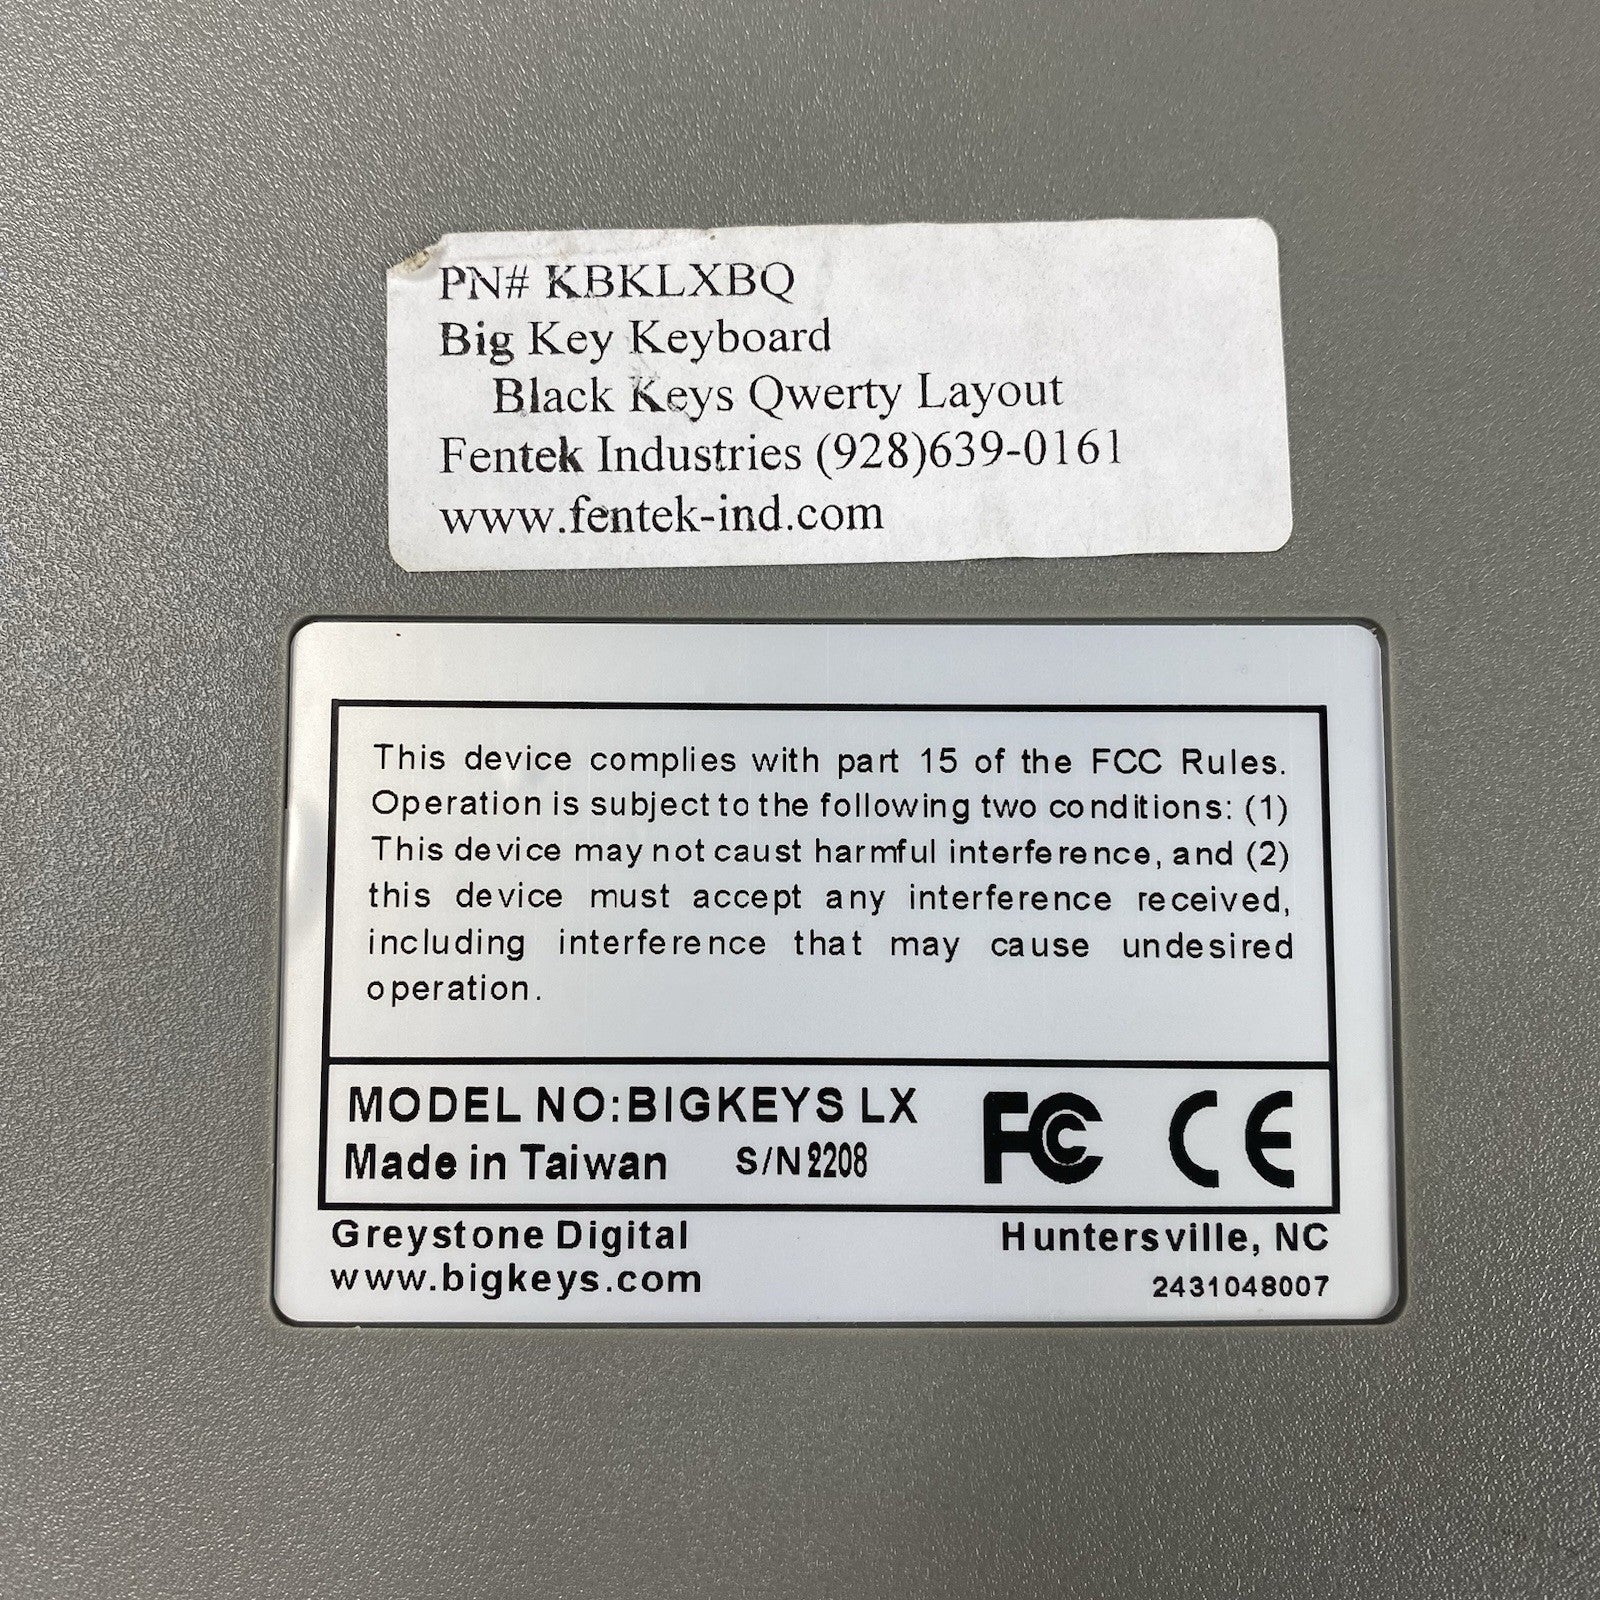 PN# KBKLXBQ
Big Key Keyboard
Black Keys Qwerty Layout
Fentek Industries (928)639-0161
www.fentek-ind.com
This device complies with part 15 of the FCC Rules.
Operation is subject to the following two conditions: (1)
This device may not caust harmful interference, and (2)
this device must accept any interference received,
including interference that may cause undesired
operation.
MODEL NO:BIGKEYS LX
Made in Taiwan S/N 2208
FC CE
Greystone Digital Huntersville, NC
www.bigkeys.com 2431048007